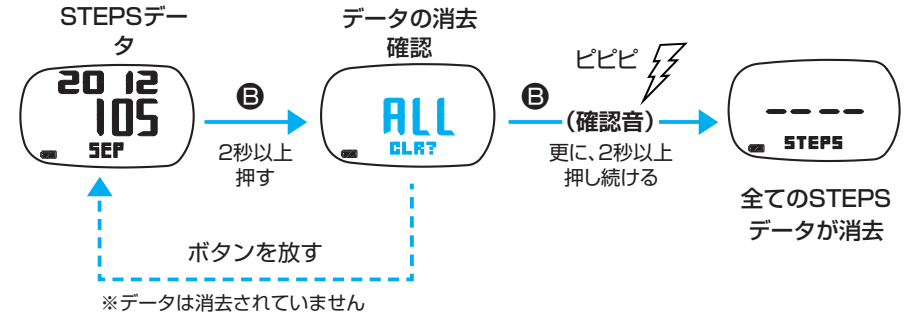 STEPSデー
タ
20 12
105
SEP
B
2秒以上
押す
データの消去
確認
ALL
CLR?
B
ピピピ
(確認音)
更に、2秒以上
押し続ける
----
STEPS
全てのSTEPS
データが消去
ボタンを放す
※データは消去されていません